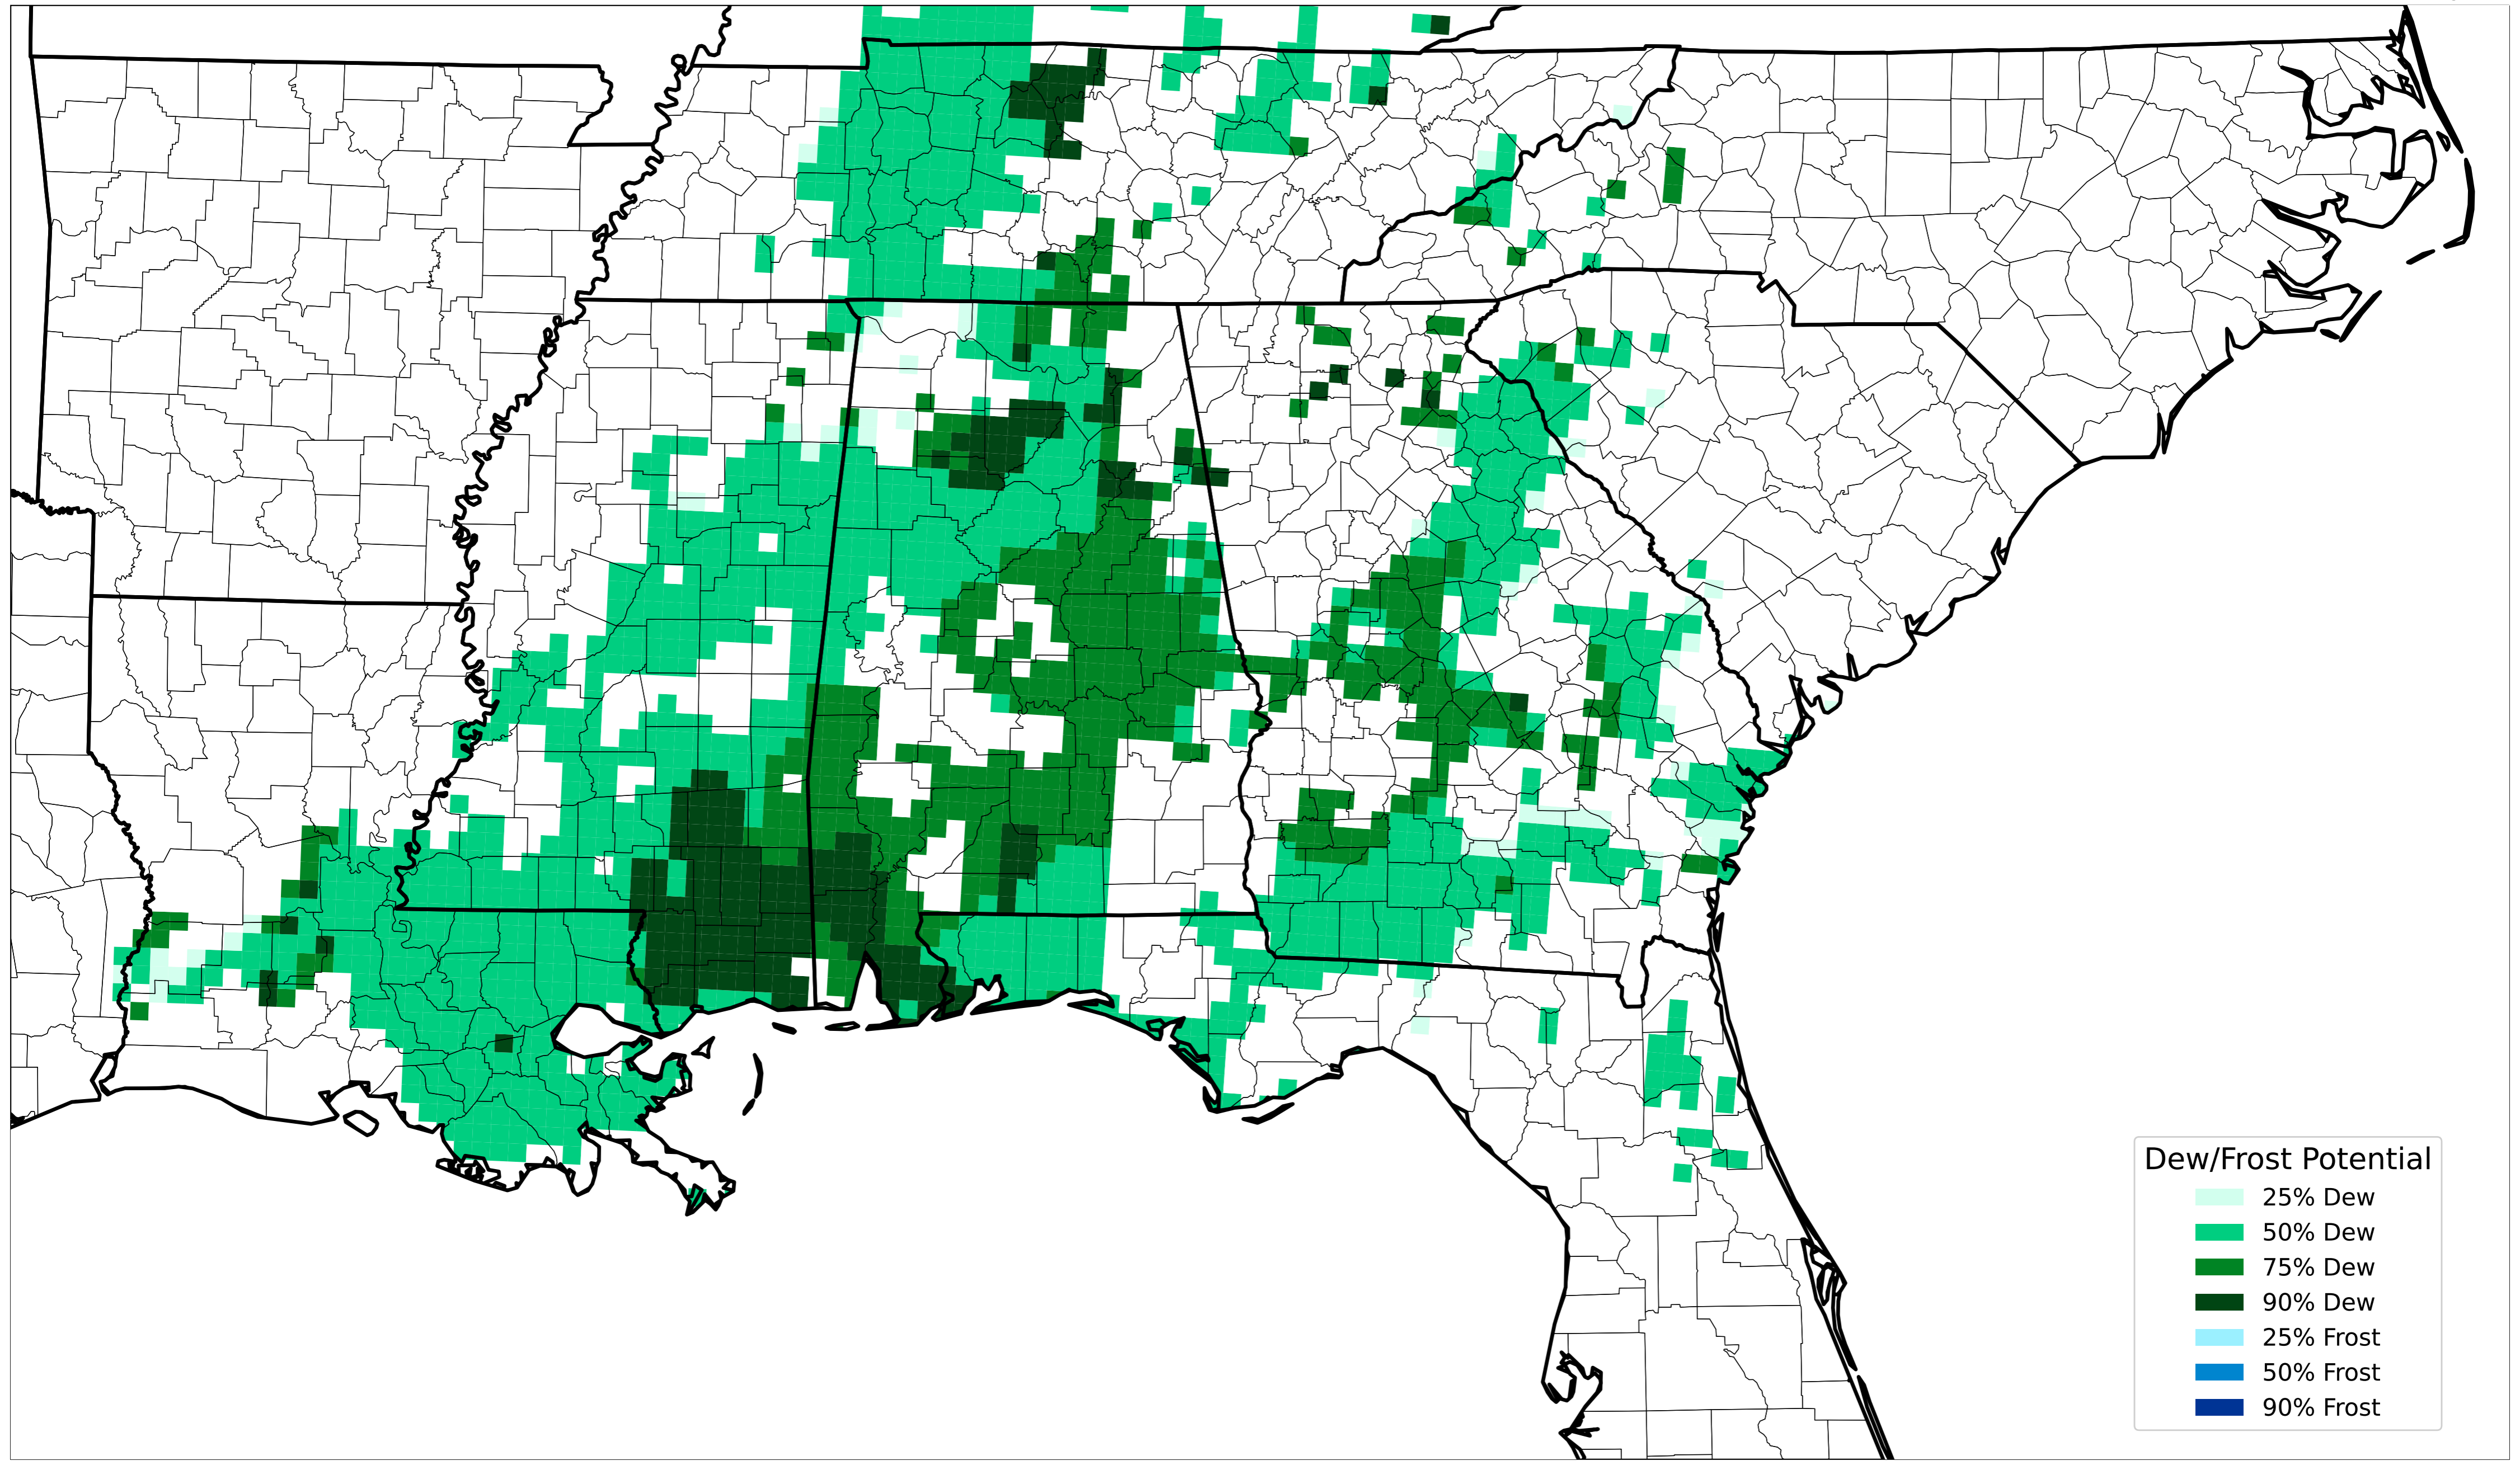 Dew/Frost Potential
25% Dew
50% Dew
75% Dew
90% Dew
25% Frost
50% Frost
90% Frost